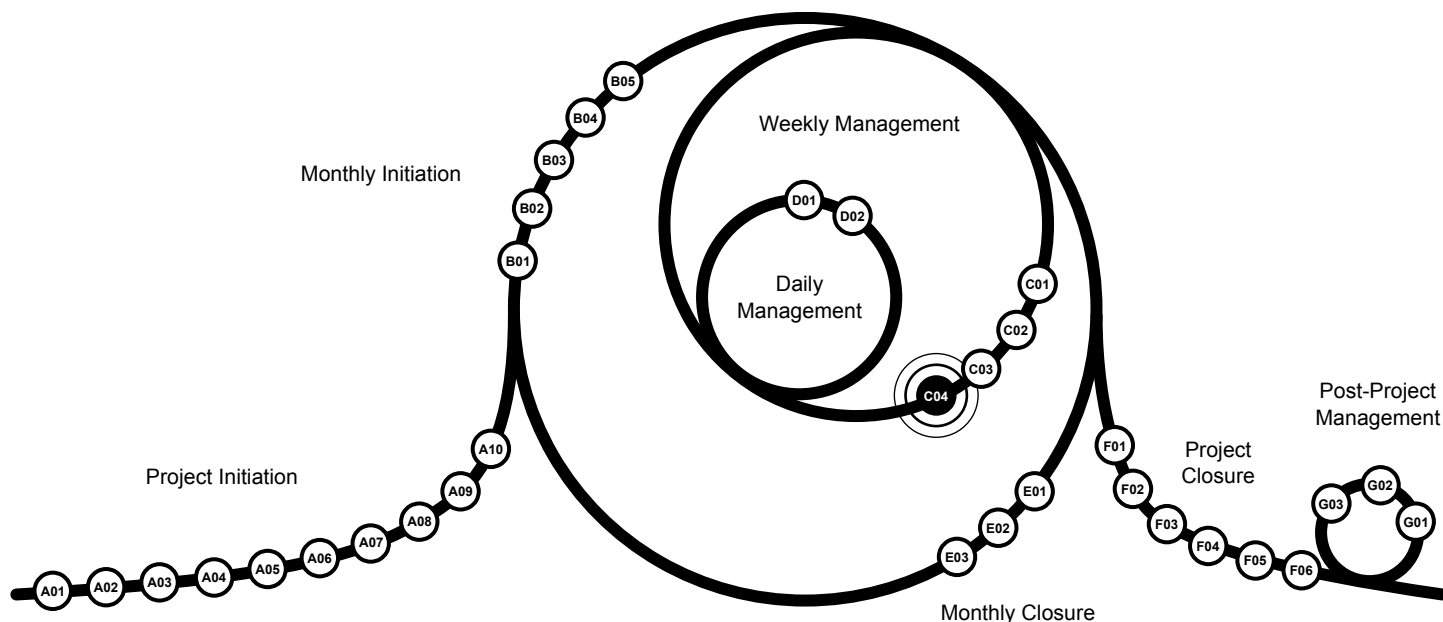 B05
B04
Weekly Management
B03
Monthly Initiation
D01
B02
D02
B01
C01
Daily
Management
C02
C03
C04
Post-Project
Management
F01
A10
Project
Closure
Project Initiation
A09
E01
F02
G02
G03
A08
F03
G01
E02
A07
F04
A06
E03
F05
A05
F06
A04
A03
A02
A01
Monthly Closure